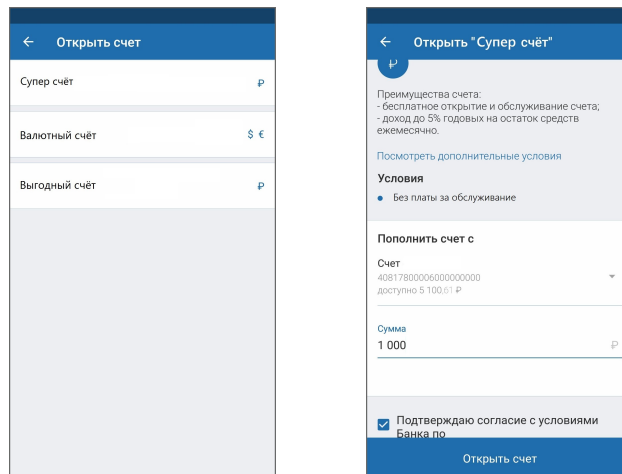 Открыть счет
Супер счёт ₽
Валютный счёт $ €
Выгодный счёт ₽
Открыть "Супер счёт"
₽
Преимущества счета:
- бесплатное открытие и обслуживание счета;
- доход до 5% годовых на остаток средств
ежемесячно.
Посмотреть дополнительные условия
Условия
Без платы за обслуживание
Пополнить счет с
Счет
40817800006000000000
доступно 5 100,61 ₽
Сумма
1 000 ₽
Подтверждаю согласие с условиями
Банка по
Открыть счет